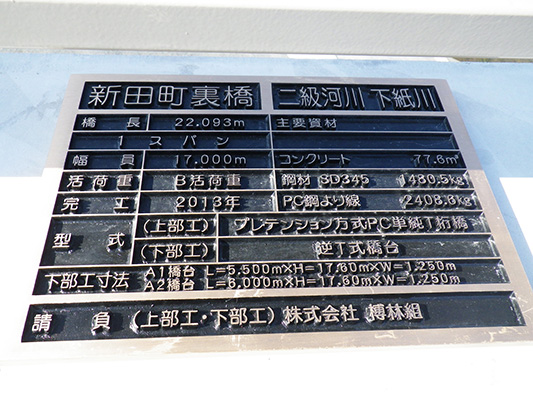 新田町裏橋 二級河川 下紙川
橋長 22.093m 主要資材
1スパン
幅員 17.000m コンクリート 77.6㎥
活荷重 B活荷重 鋼材 SD345 1480.5kg
完工 2013年 PC鋼より線 2408.8kg
型式 (上部工) プレテンション方式PC単純T桁橋
(下部工) 逆T式橋台
下部工寸法 A1橋台 L=5.500m×H=17.60m×W=1.250m
A2橋台 L=6.000m×H=17.60m×W=1.250m
請負 (上部工・下部工) 株式会社 榑林組